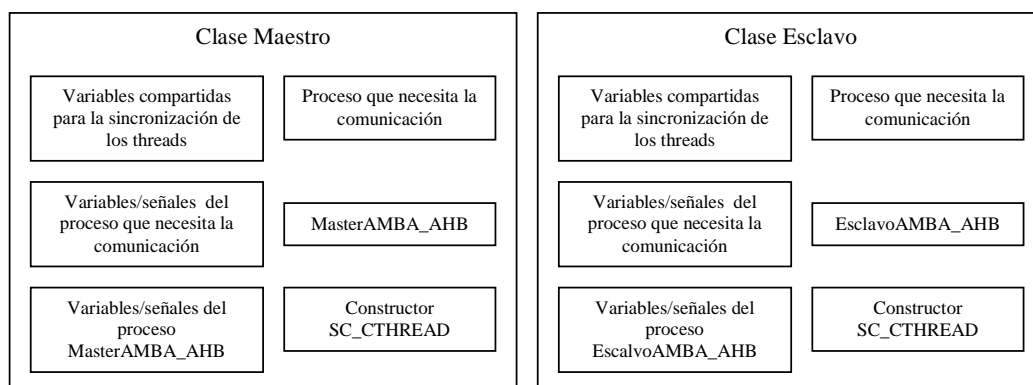 Clase Maestro
Variables compartidas
para la sincronización de
los threads
Proceso que necesita la
comunicación
Variables/señales del
proceso que necesita la
comunicación
MasterAMBA_AHB
Variables/señales del
proceso
MasterAMBA_AHB
Constructor
SC_CTHREAD
Clase Esclavo
Variables compartidas
para la sincronización de
los threads
Proceso que necesita la
comunicación
Variables/señales del
proceso que necesita la
comunicación
EsclavoAMBA_AHB
Variables/señales del
proceso
EscalvoAMBA_AHB
Constructor
SC_CTHREAD